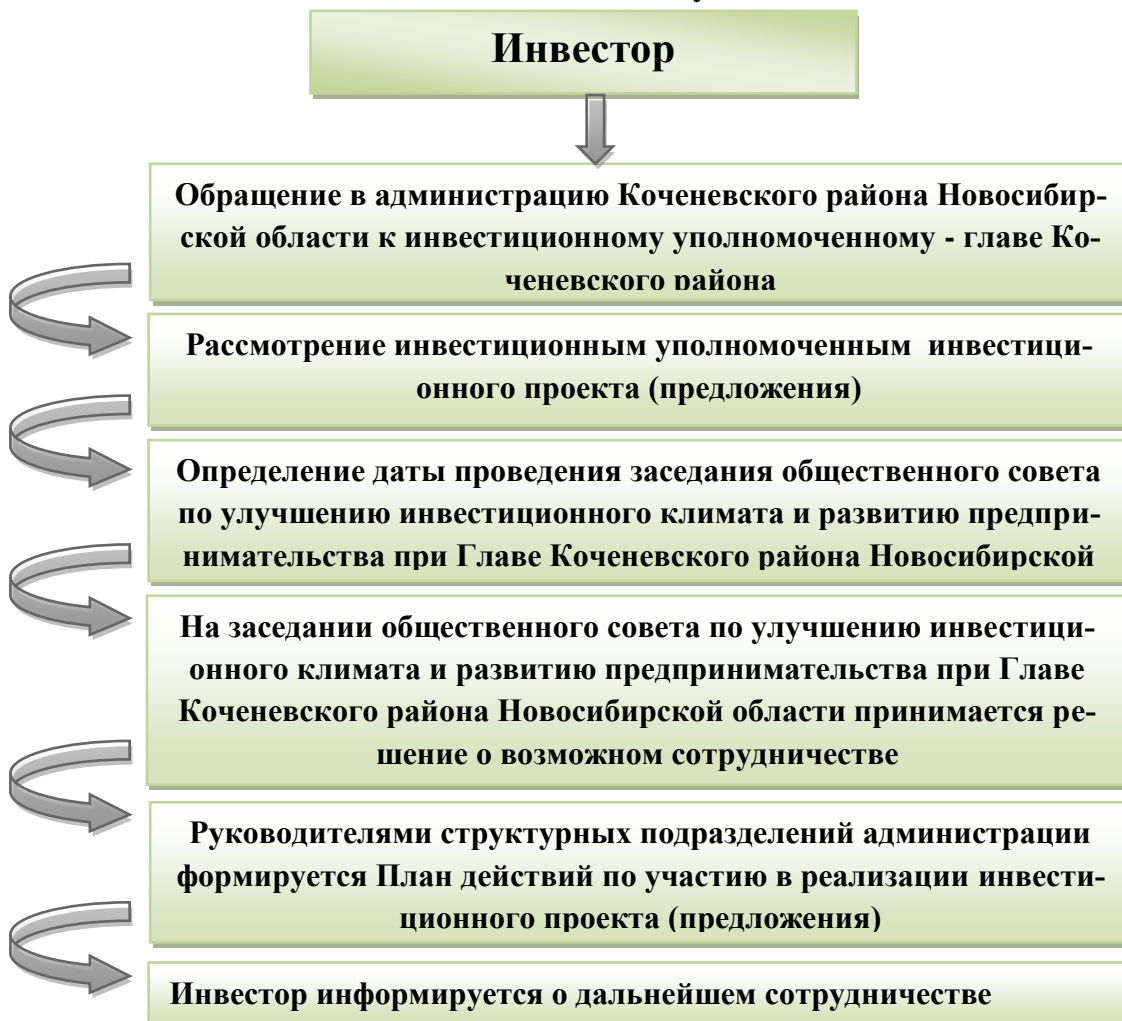 Инвестор
Обращение в администрацию Коченевского района Новосибир-
ской области к инвестиционному уполномоченному - главе Ко-
ченевского района
Рассмотрение инвестиционным уполномоченным инвестици-
онного проекта (предложения)
Определение даты проведения заседания общественного совета
по улучшению инвестиционного климата и развитию предпри-
нимательства при Главе Коченевского района Новосибирской
На заседании общественного совета по улучшению инвестици-
онного климата и развитию предпринимательства при Главе
Коченевского района Новосибирской области принимается ре-
шение о возможном сотрудничестве
Руководителями структурных подразделений администрации
формируется План действий по участию в реализации инвести-
ционного проекта (предложения)
Инвестор информируется о дальнейшем сотрудничестве